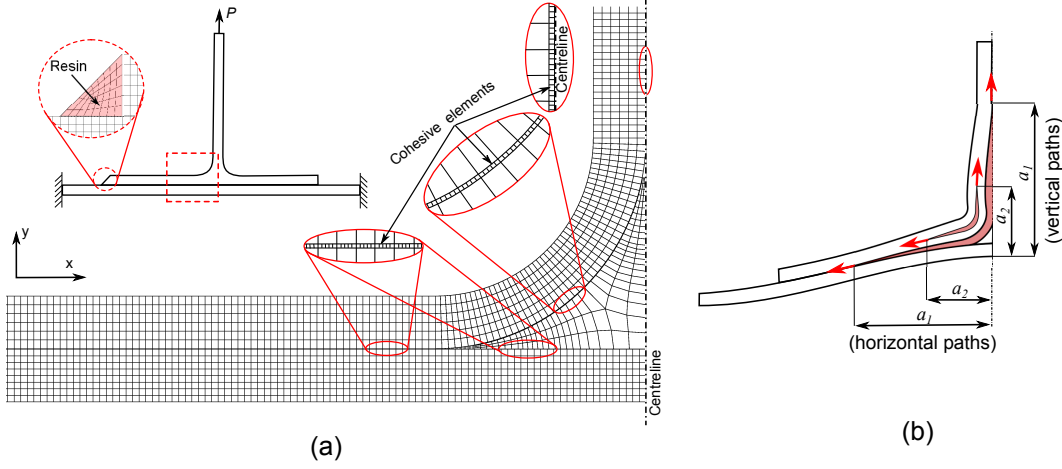 P
Resin
Cohesive elements
Centreline
y
x
Centreline
(a)
a1
a2
(vertical paths)
a2
a1
(horizontal paths)
(b)